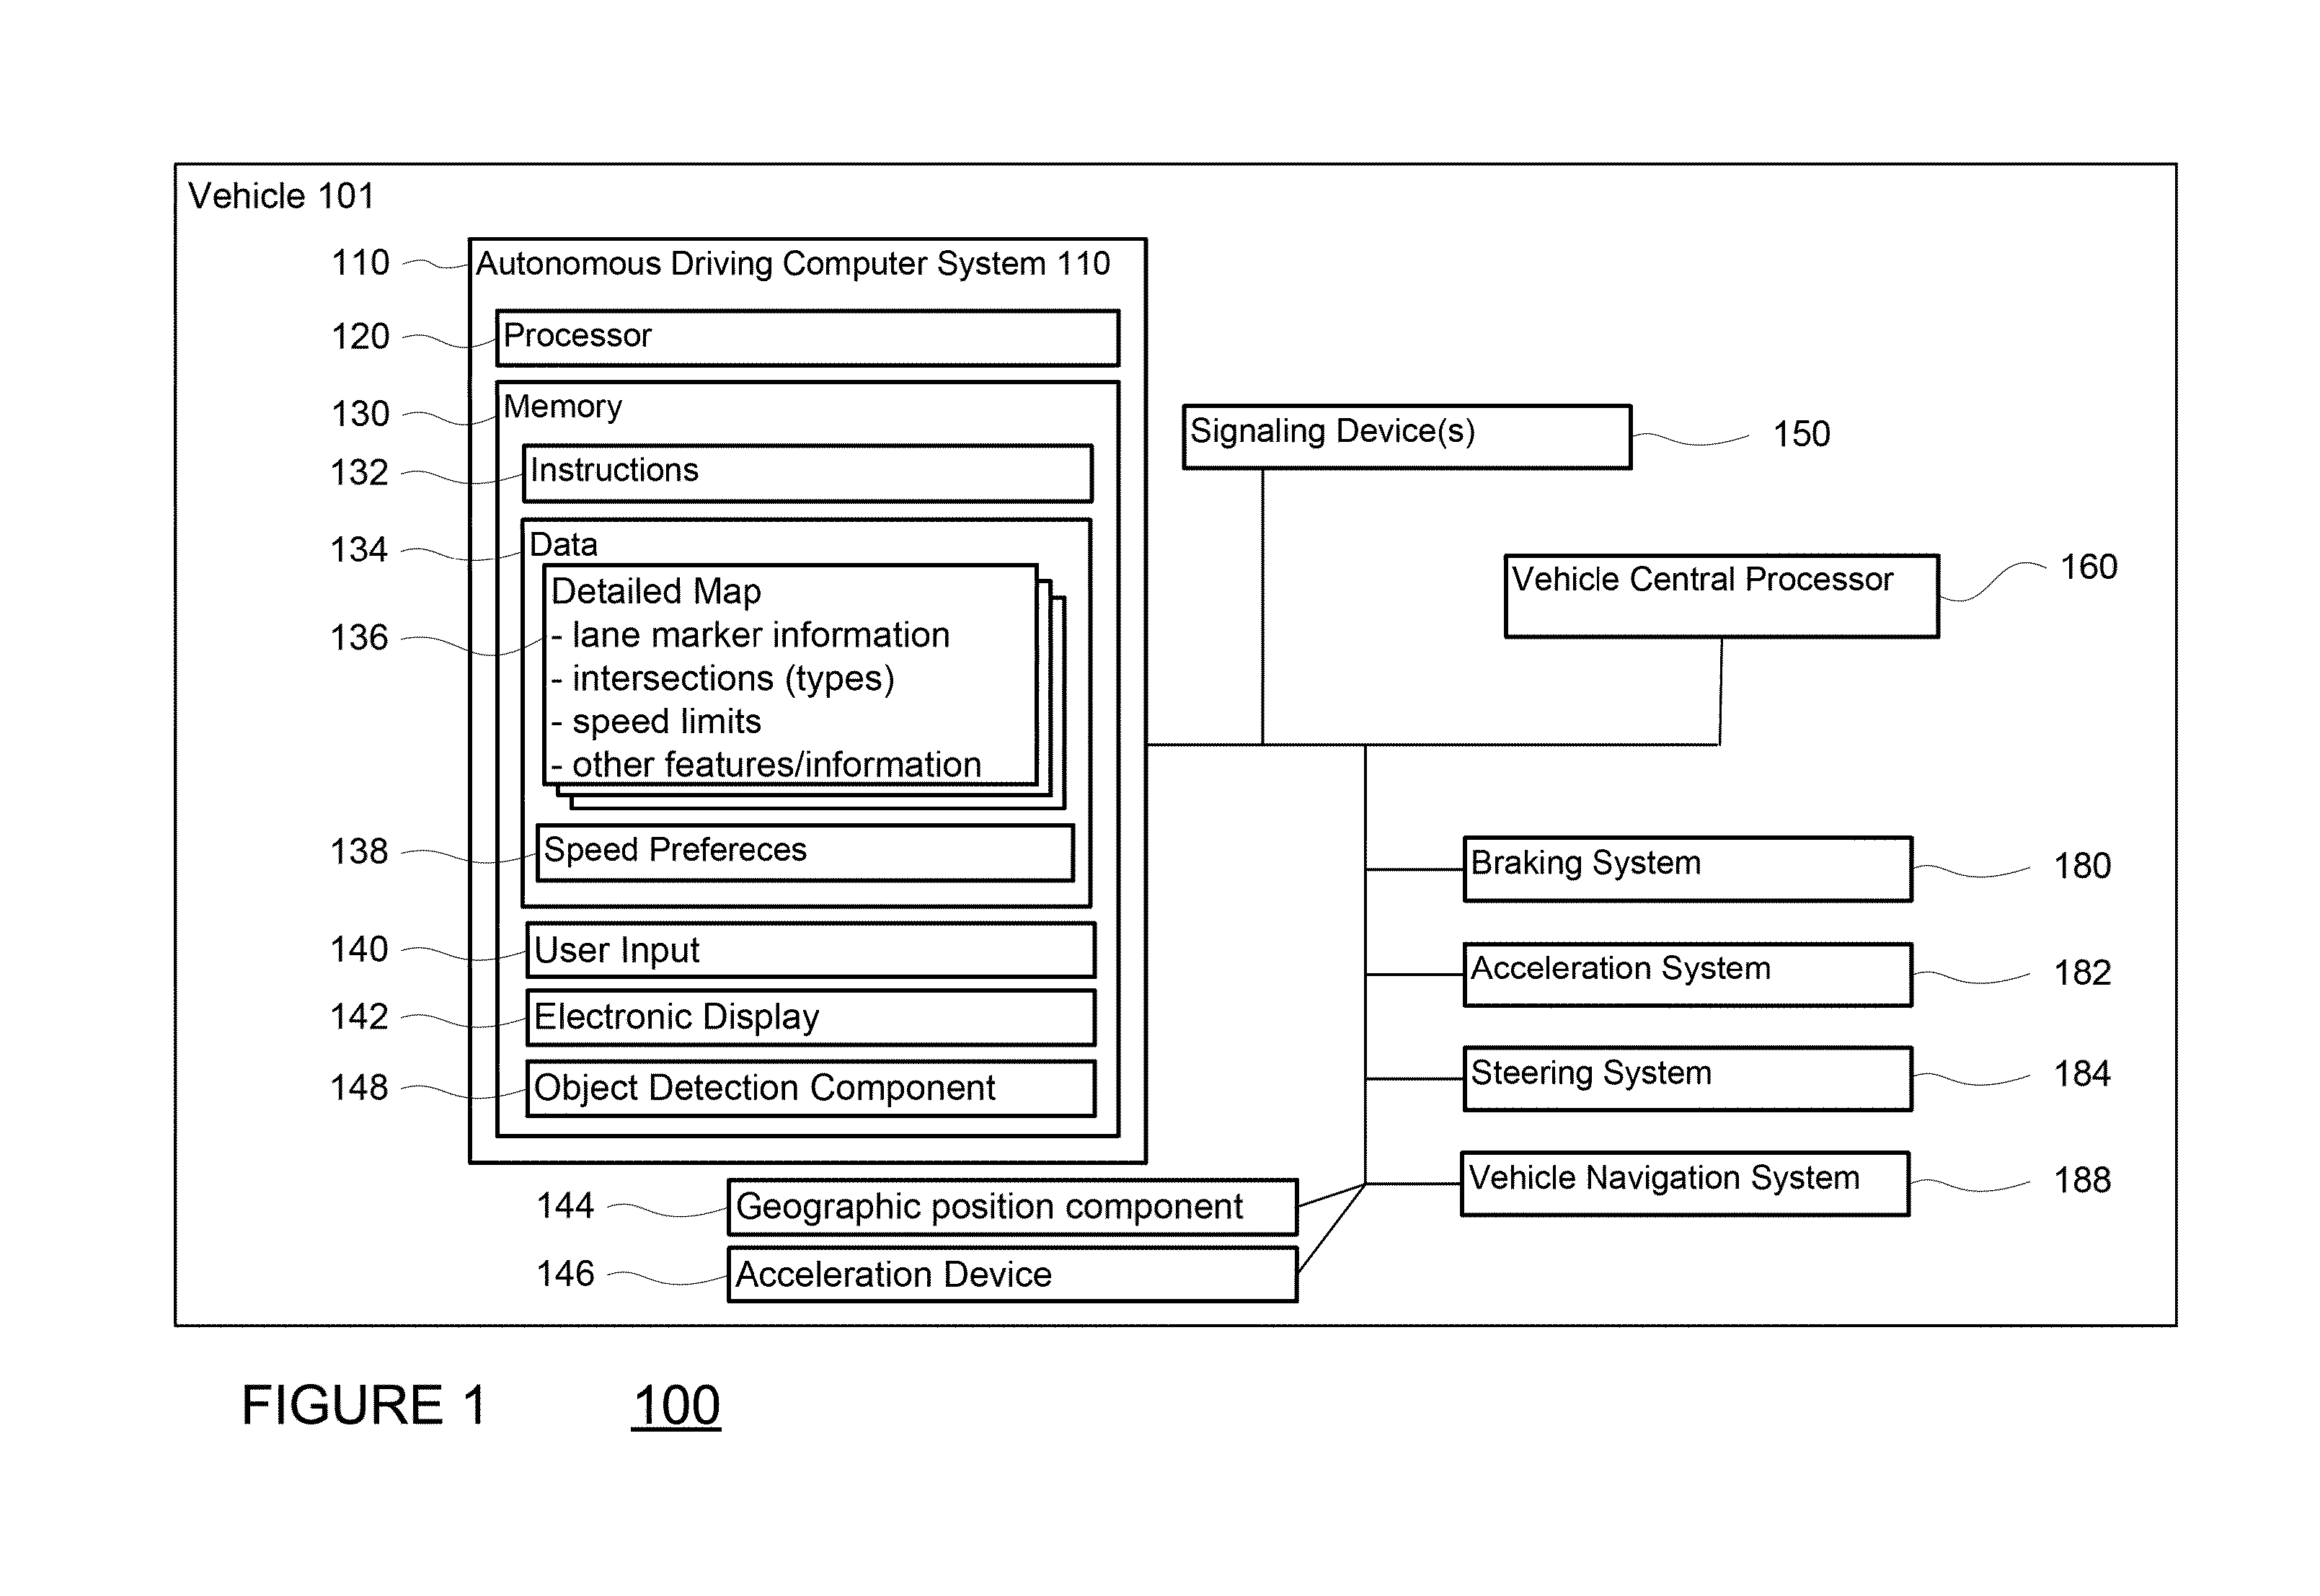 Vehicle 101
110 Autonomous Driving Computer System 110
120 Processor
130 Memory
132 Instructions
134 Data
Detailed Map
136 - lane marker information
- intersections (types)
- speed limits
- other features/information
138 Speed Prefereces
140 User Input
142 Electronic Display
148 Object Detection Component
144 Geographic position component
146 Acceleration Device
Signaling Device(s) 150
Vehicle Central Processor 160
Braking System 180
Acceleration System 182
Steering System 184
Vehicle Navigation System 188
FIGURE 1 100